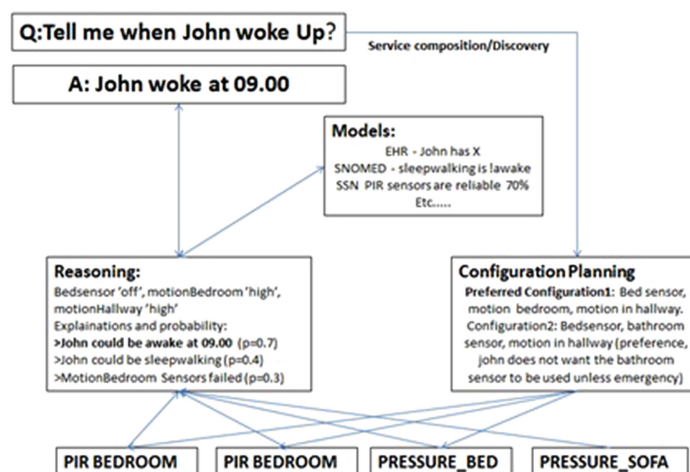 Q:Tell me when John woke Up?
Service composition/Discovery
A: John woke at 09.00
Models:
EHR - John has X
SNOMED - sleepwalking is !awake
SSN PIR sensors are reliable 70%
Etc.....
Reasoning:
Bedsensor 'off', motionBedroom 'high',
motionHallway 'high'
Explainations and probability:
>John could be awake at 09.00 (p=0.7)
>John could be sleepwalking (p=0.4)
>MotionBedroom Sensors failed (p=0.3)
Configuration Planning
Preferred Configuration1: Bed sensor,
motion bedroom, motion in hallway.
Configuration2: Bedsensor, bathroom
sensor, motion in hallway (preference,
john does not want the bathroom
sensor to be used unless emergency)
PIR BEDROOM
PIR BEDROOM
PRESSURE_BED
PRESSURE_SOFA